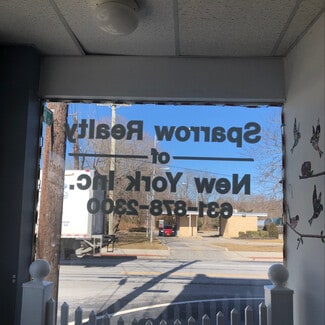 Sparrow Realty
of
New York Inc.
631-878-2300